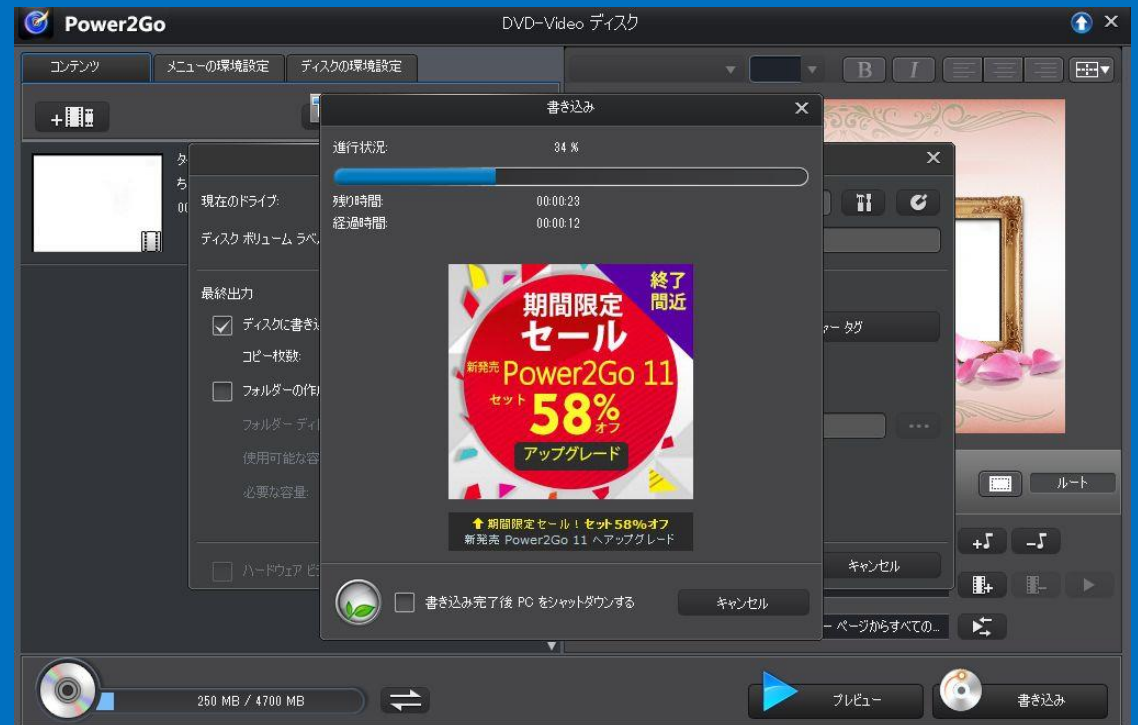 Power2Go
DVD-Video ディスク
コンテンツ
メニューの環境設定
ディスクの環境設定
B
I
書き込み
進行状況:
34 %
残り時間:
00:00:23
経過時間:
00:00:12
タ
ち
00
現在のドライブ:
ディスク ボリューム ラベ
最終出力
ディスクに書き込
コピー枚数:
フォルダーの作
フォルダー ディ
使用可能な容
必要な容量:
ハードウェア ビ
終了
間近
期間限定
セール
新発売 Power2Go 11
セット 58%オフ
アップグレード
期間限定セール!セット58%オフ
新発売 Power2Go 11 へアップグレード
書き込み完了後 PC をシャットダウンする
キャンセル
ー タグ
...
キャンセル
ルート
ー ページからすべての...
250 MB / 4700 MB
プレビュー
書き込み